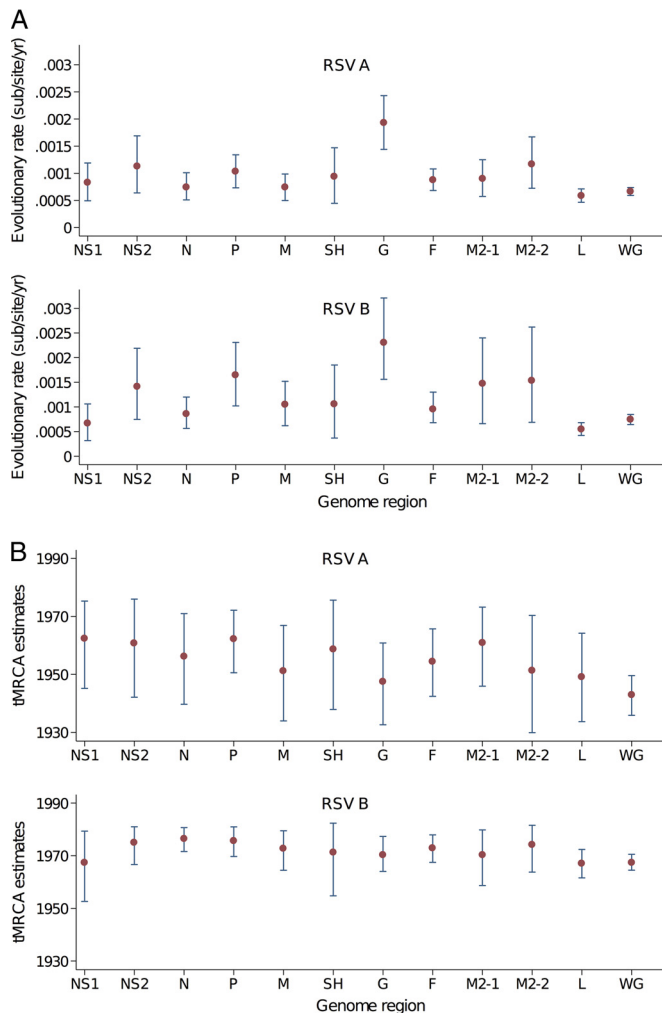 A
RSV A
Evolutionary rate (sub/site/yr)
.003
.0025
.002
.0015
.001
.0005
0
NS1 NS2 N P M SH G F M2-1 M2-2 L WG
RSV B
Evolutionary rate (sub/site/yr)
.003
.0025
.002
.0015
.001
.0005
0
NS1 NS2 N P M SH G F M2-1 M2-2 L WG
Genome region
B
RSV A
tMRCA estimates
1990
1970
1950
1930
NS1 NS2 N P M SH G F M2-1 M2-2 L WG
RSV B
tMRCA estimates
1990
1970
1950
1930
NS1 NS2 N P M SH G F M2-1 M2-2 L WG
Genome region